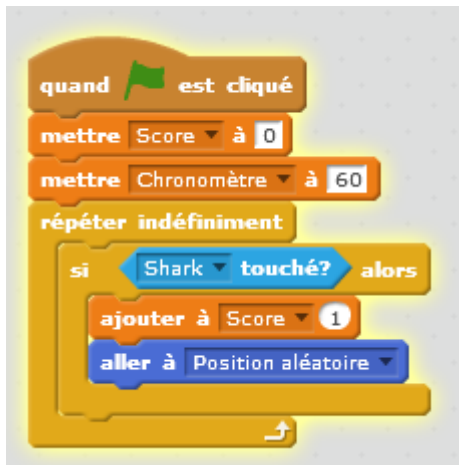 quand est cliqué
mettre Score à 0
mettre Chronomètre à 60
répéter indéfiniment
si Shark touché? alors
ajouter à Score 1
aller à Position aléatoire